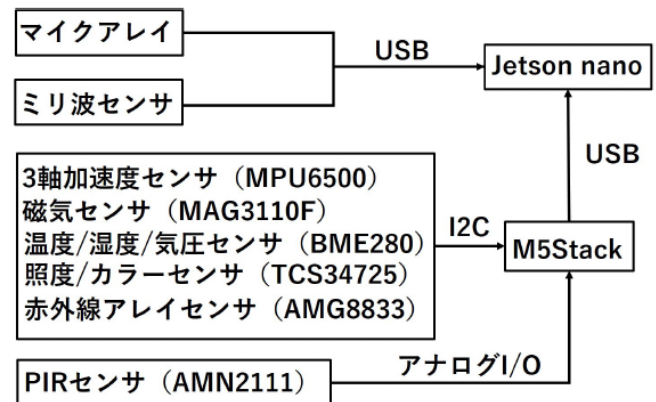 マイクアレイ
USB
Jetson nano
ミリ波センサ
USB
3軸加速度センサ（MPU6500）
磁気センサ（MAG3110F）
温度/湿度/気圧センサ（BME280）
照度/カラーセンサ（TCS34725）
赤外線アレイセンサ（AMG8833）
I2C
M5Stack
アナログI/O
PIRセンサ（AMN2111）